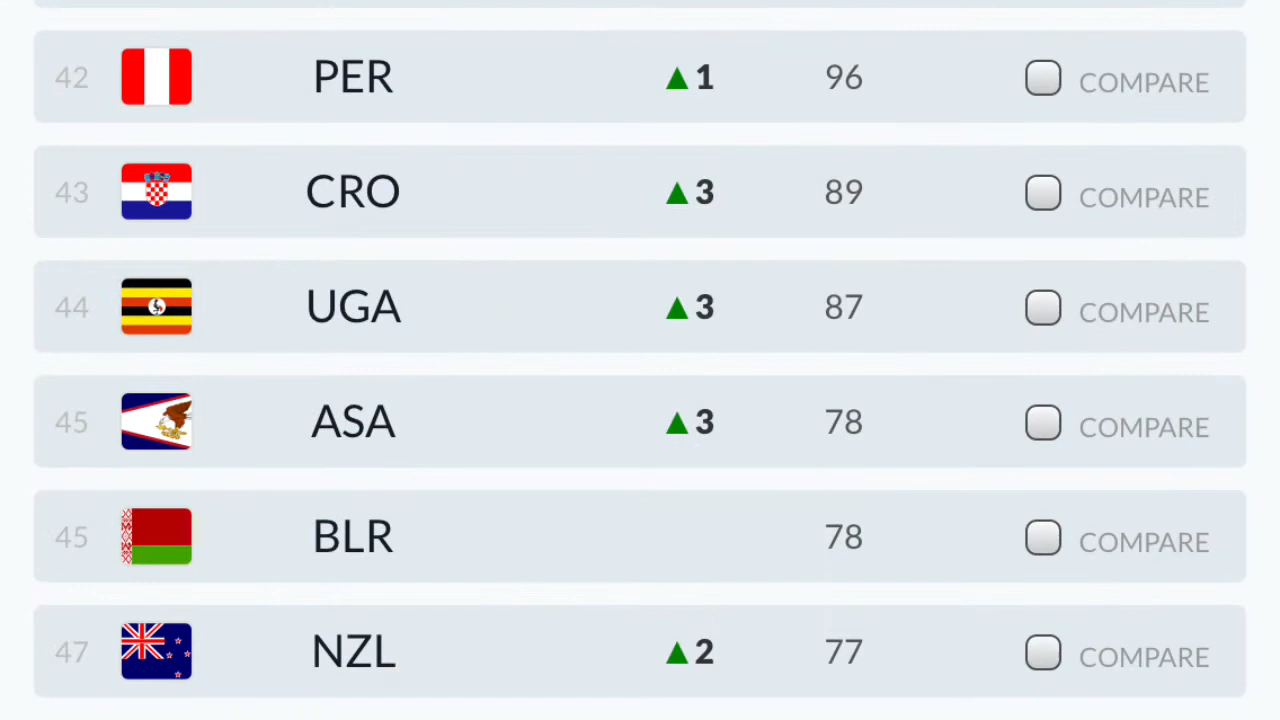 42 PER ▲1 96 COMPARE
43 CRO ▲3 89 COMPARE
44 UGA ▲3 87 COMPARE
45 ASA ▲3 78 COMPARE
45 BLR 78 COMPARE
47 NZL ▲2 77 COMPARE